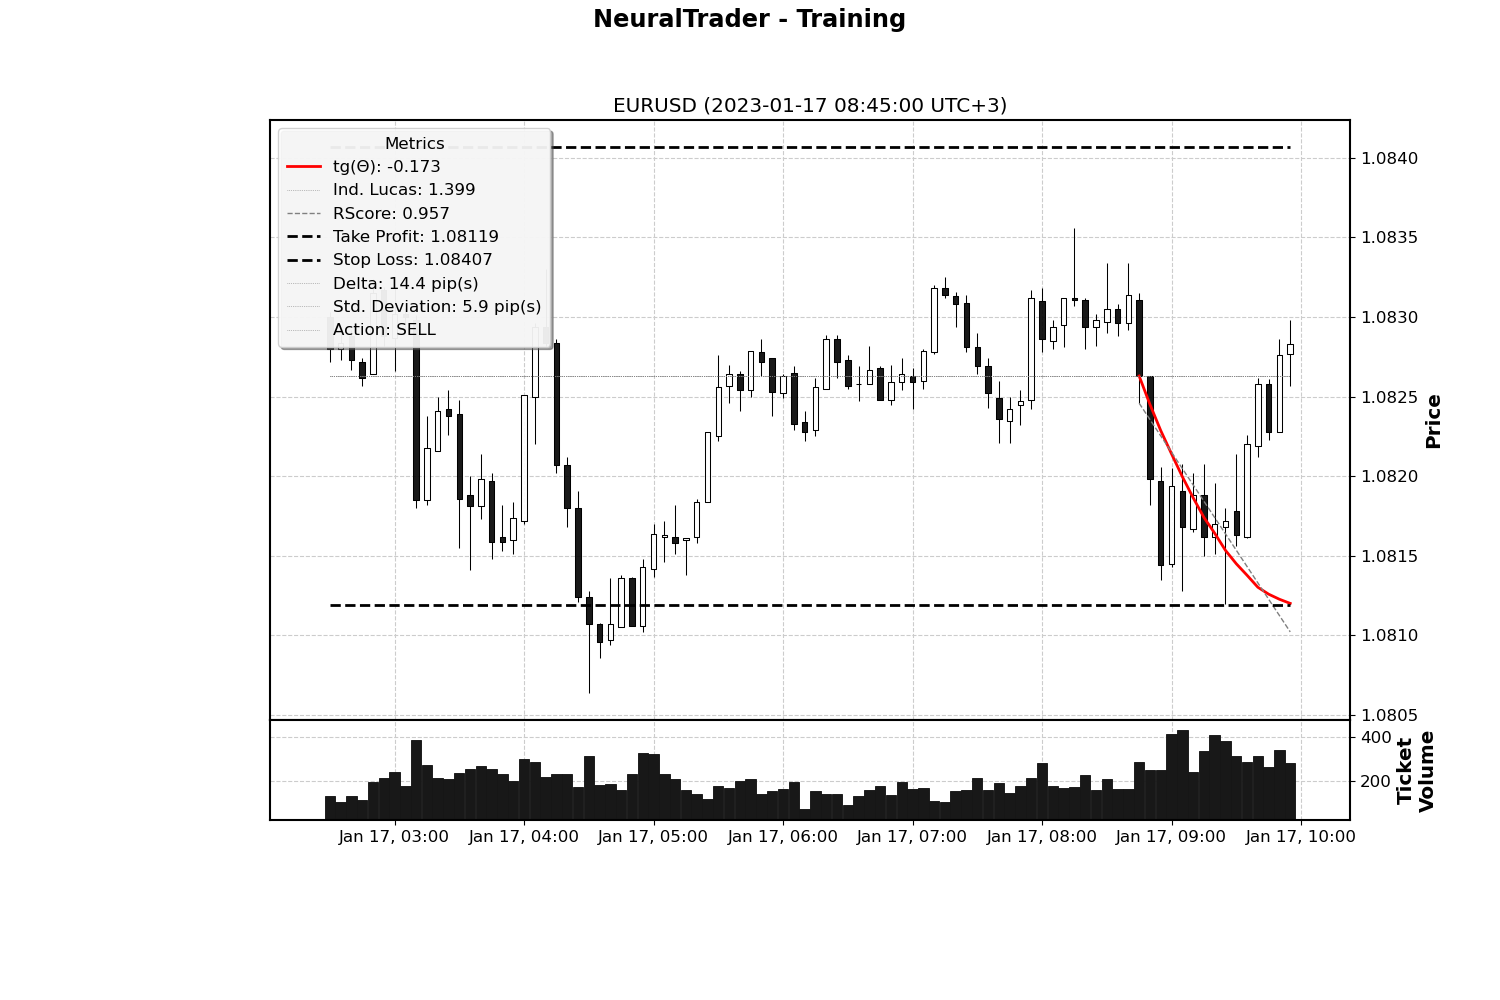 NeuralTrader - Training
EURUSD (2023-01-17 08:45:00 UTC+3)
Metrics
tg(Θ): -0.173
Ind. Lucas: 1.399
RScore: 0.957
Take Profit: 1.08119
Stop Loss: 1.08407
Delta: 14.4 pip(s)
Std. Deviation: 5.9 pip(s)
Action: SELL
1.0840
1.0835
1.0830
1.0825
1.0820
1.0815
1.0810
1.0805
Price
400
200
Ticket
Volume
Jan 17, 03:00
Jan 17, 04:00
Jan 17, 05:00
Jan 17, 06:00
Jan 17, 07:00
Jan 17, 08:00
Jan 17, 09:00
Jan 17, 10:00